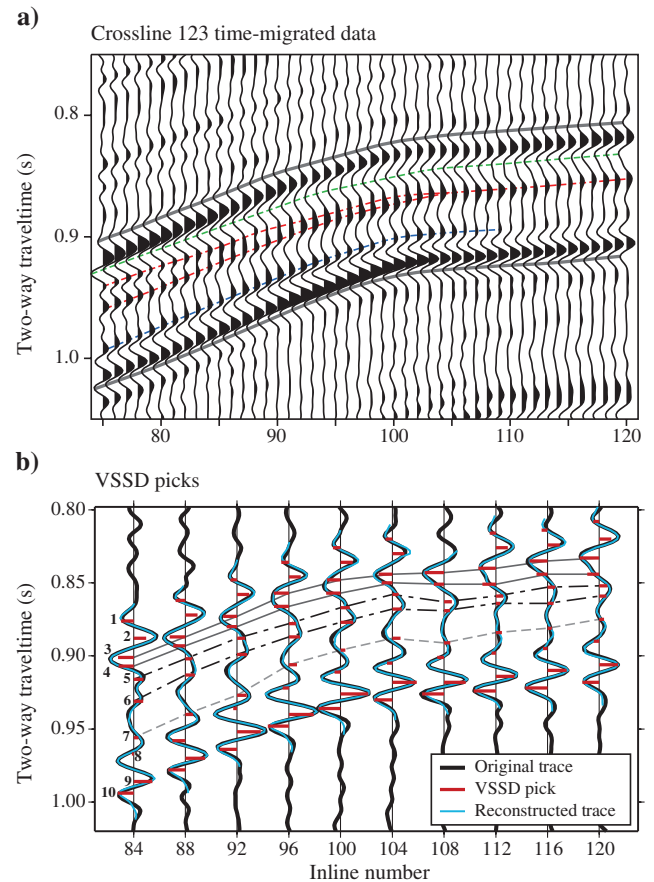 a)
Crossline 123 time-migrated data
Two-way traveltime (s)
0.8
0.9
1.0
80 90 100 110 120
b)
VSSD picks
Two-way traveltime (s)
0.80
0.85
0.90
0.95
1.00
1
2
3
4
5
6
7
8
9
10
Original trace
VSSD pick
Reconstructed trace
84 88 92 96 100 104 108 112 116 120
Inline number